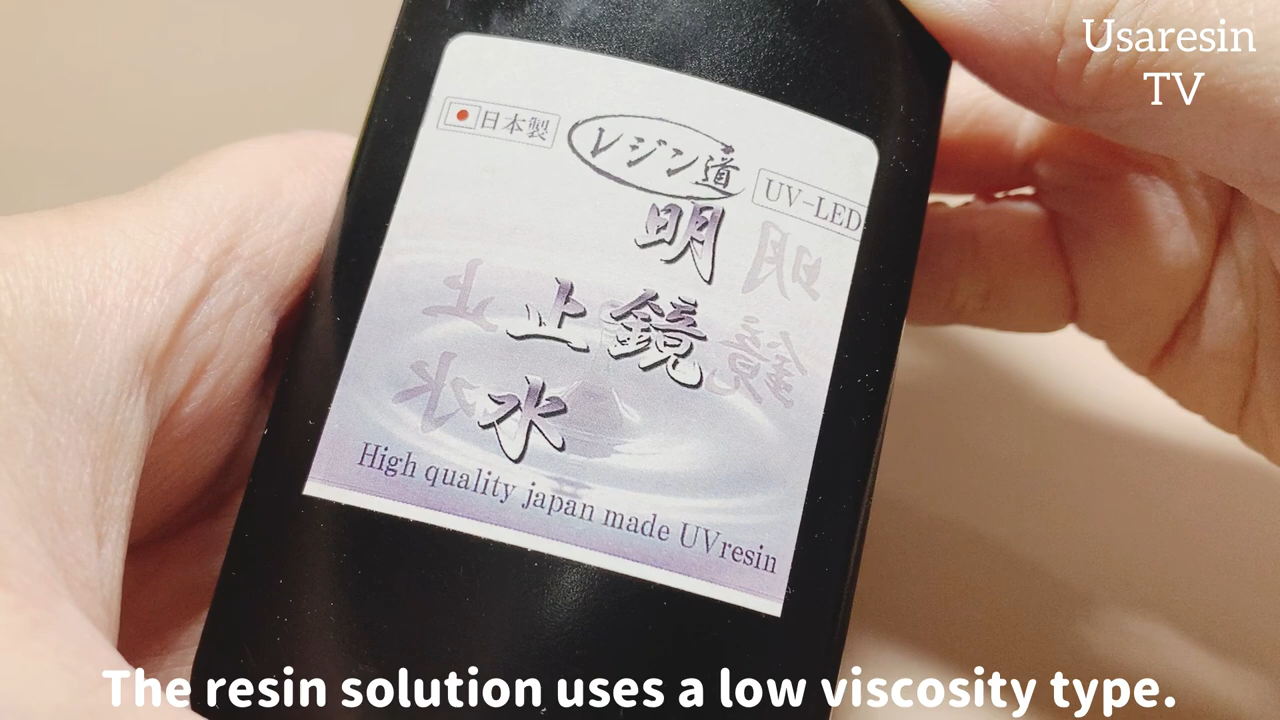 Usaresin
TV
日本製
レジン道
UV-LED
明鏡
止水
High quality japan made UVresin
The resin solution uses a low viscosity type.